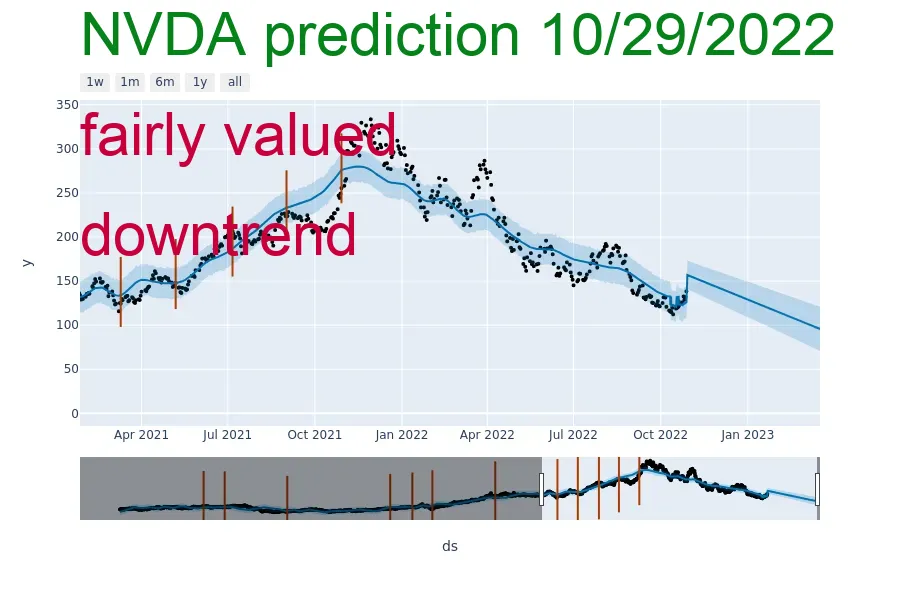 NVDA prediction 10/29/2022
1w 1m 6m 1y all
fairly valued
downtrend
y
350
300
250
200
150
100
50
0
Apr 2021 Jul 2021 Oct 2021 Jan 2022 Apr 2022 Jul 2022 Oct 2022 Jan 2023
ds